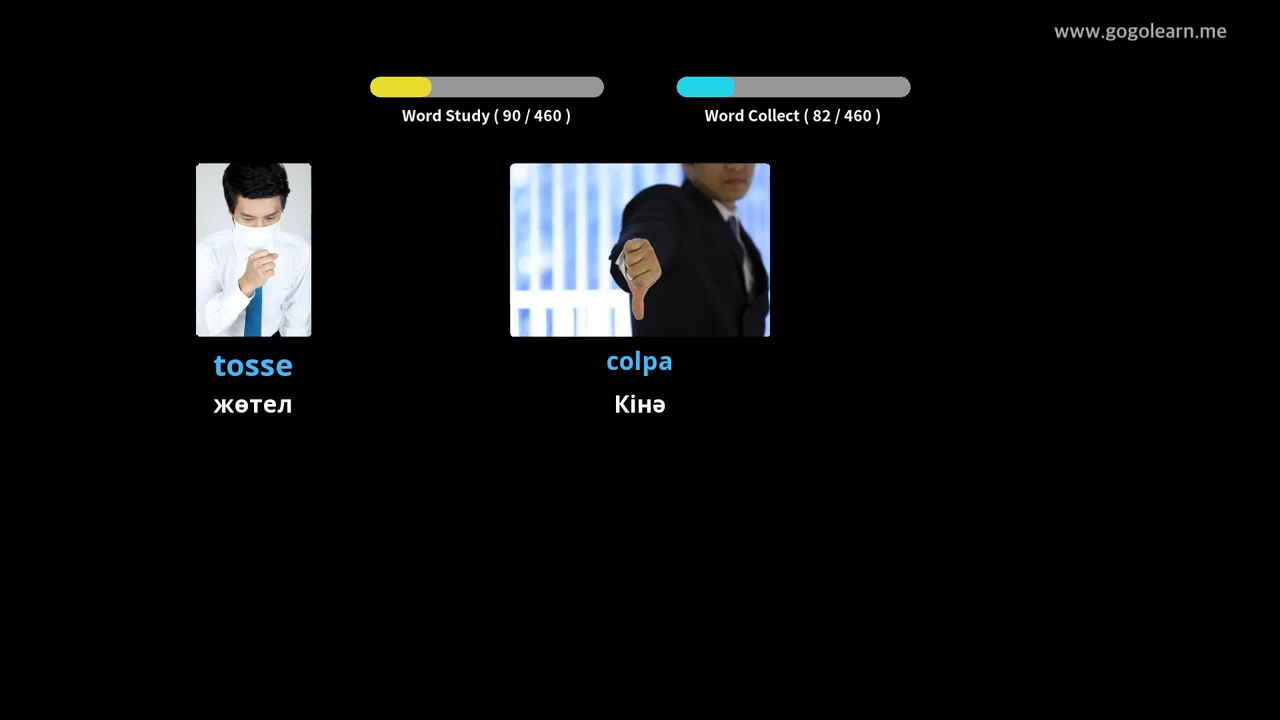 www.gogolearn.me
Word Study ( 90 / 460 )
Word Collect ( 82 / 460 )
tosse
жөтел
colpa
Кінә